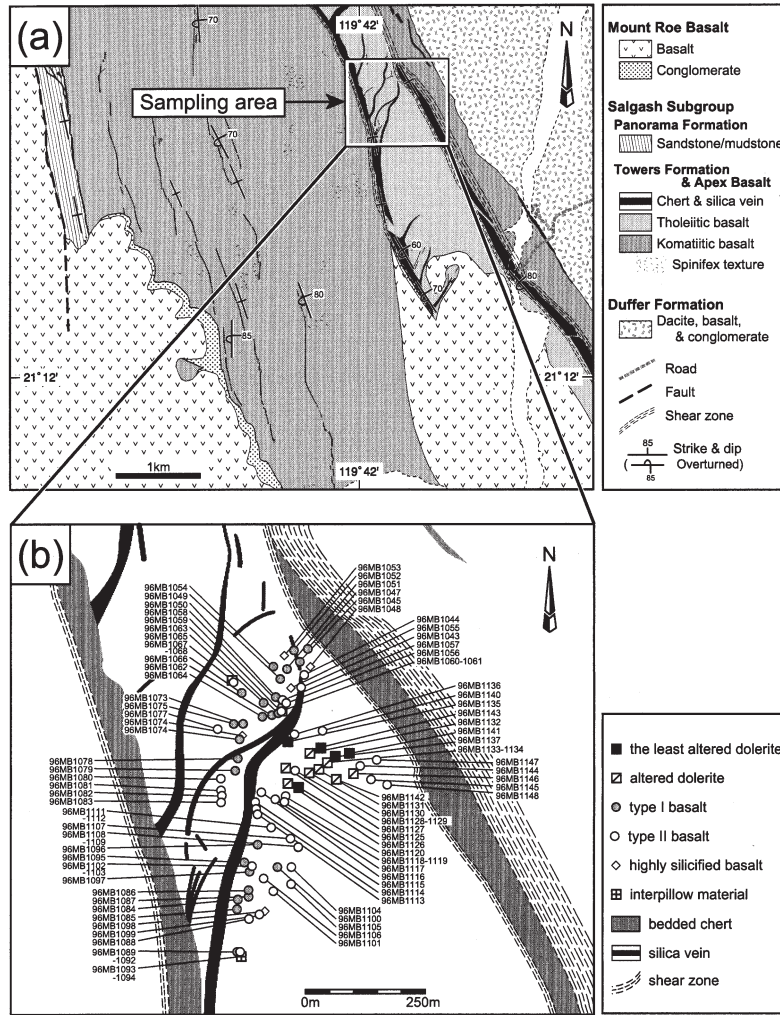 (a)
119° 42'
N
Sampling area
70
70
60
70
80
80
85
21° 12'
21° 12'
1km
119° 42'
Mount Roe Basalt
Basalt
Conglomerate
Salgash Subgroup
Panorama Formation
Sandstone/mudstone
Towers Formation
& Apex Basalt
Chert & silica vein
Tholeiitic basalt
Komatiitic basalt
Spinifex texture
Duffer Formation
Dacite, basalt,
& conglomerate
Road
Fault
Shear zone
85
Strike & dip
( Overturned)
85
(b)
N
96MB1054
96MB1049
96MB1050
96MB1058
96MB1059
96MB1063
96MB1065
96MB1067
-1068
96MB1066
96MB1062
96MB1064
96MB1073
96MB1075
96MB1077
96MB1074
96MB1074
96MB1078
96MB1079
96MB1080
96MB1081
96MB1082
96MB1083
96MB1111
-1112
96MB1107
96MB1108
-1109
96MB1096
96MB1095
96MB1102
-1103
96MB1097
96MB1086
96MB1087
96MB1084
96MB1085
96MB1098
96MB1099
96MB1088
96MB1089
-1092
96MB1093
-1094
96MB1053
96MB1052
96MB1051
96MB1047
96MB1045
96MB1048
96MB1044
96MB1055
96MB1043
96MB1057
96MB1056
96MB1060-1061
96MB1136
96MB1140
96MB1135
96MB1143
96MB1132
96MB1141
96MB1137
96MB1133-1134
96MB1147
96MB1144
96MB1146
96MB1145
96MB1148
96MB1142
96MB1131
96MB1130
96MB1128-1129
96MB1127
96MB1125
96MB1126
96MB1120
96MB1118-1119
96MB1117
96MB1116
96MB1115
96MB1114
96MB1113
96MB1104
96MB1100
96MB1105
96MB1106
96MB1101
0m
250m
the least altered dolerite
altered dolerite
type I basalt
type II basalt
highly silicified basalt
interpillow material
bedded chert
silica vein
shear zone